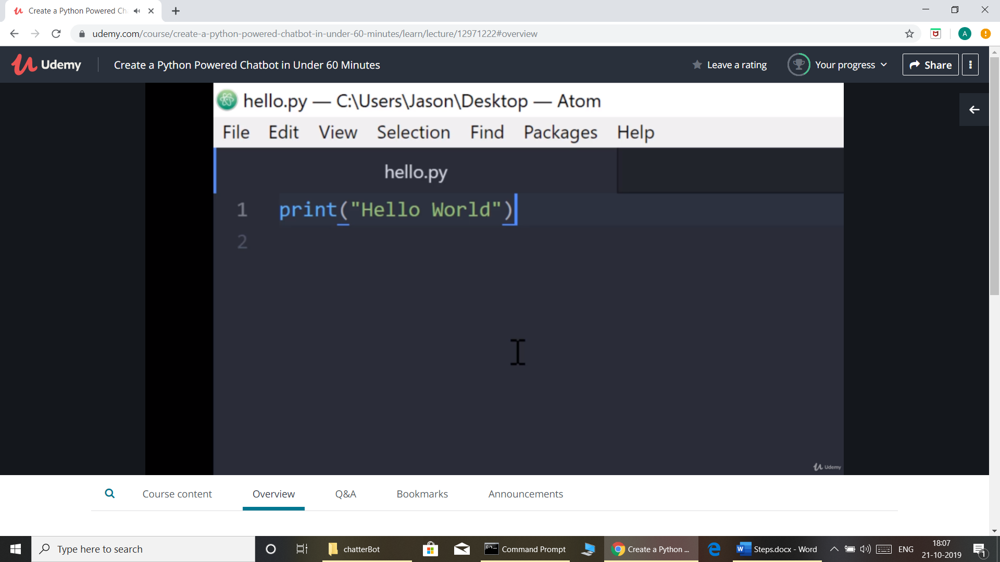 Create a Python Powered Ch
udemy.com/course/create-a-python-powered-chatbot-in-under-60-minutes/learn/lecture/12971222#overview
A
Udemy
Create a Python Powered Chatbot in Under 60 Minutes
Leave a rating
Your progress
Share
hello.py — C:\Users\Jason\Desktop — Atom
File Edit View Selection Find Packages Help
hello.py
1 print("Hello World")
2
Udemy
Course content Overview Q&A Bookmarks Announcements
Type here to search
chatterBot
Command Prompt
Create a Python ...
Steps.docx - Word
ENG
18:07
21-10-2019
1